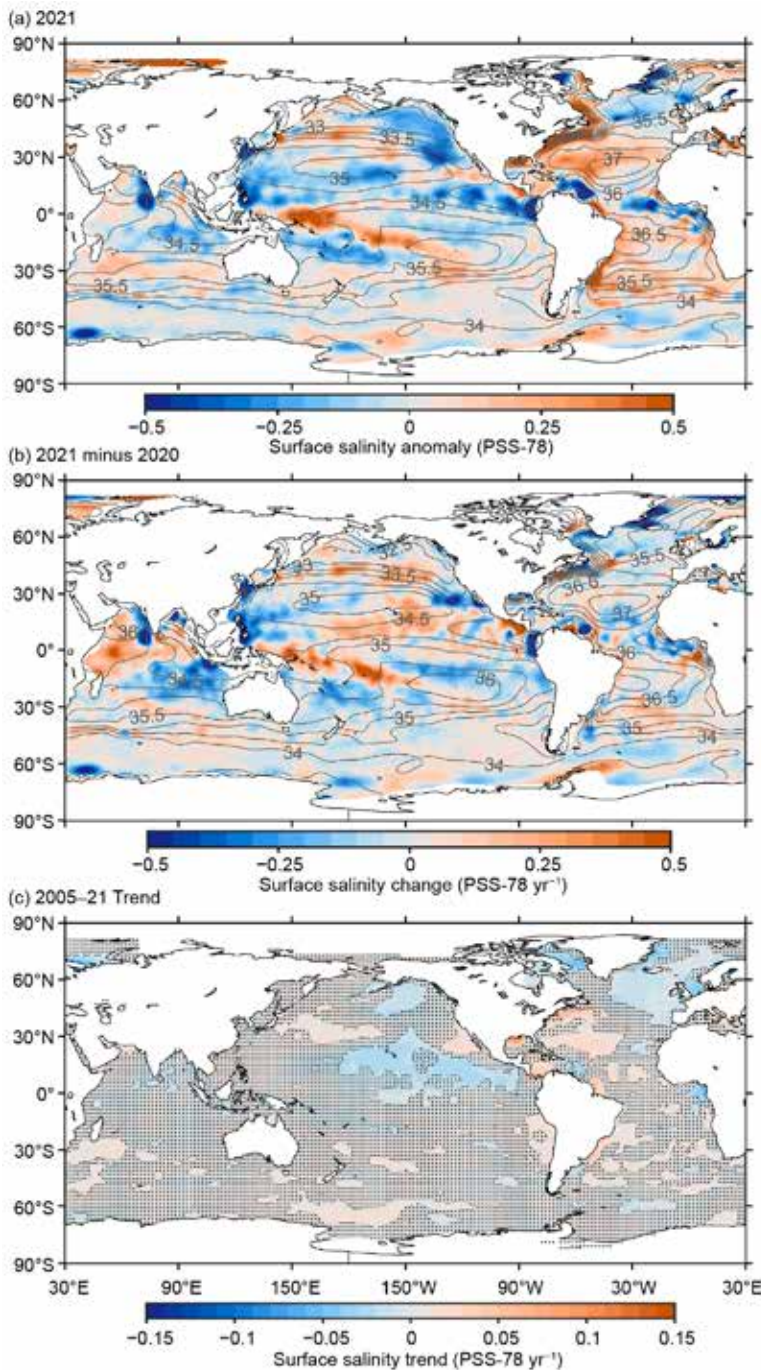 (a) 2021
90°N
60°N
30°N
0°
30°S
60°S
90°S
33
33.5
35
34.5
34.5
35.5
35.5
34
34
35.5
37
36
36.5
35.5
34
−0.5 −0.25 0 0.25 0.5
Surface salinity anomaly (PSS-78)
(b) 2021 minus 2020
90°N
60°N
30°N
0°
30°S
60°S
90°S
33
33.5
35
34.5
35
36
35
35.5
34
34
35.5
37
36
36.5
35
34
−0.5 −0.25 0 0.25 0.5
Surface salinity change (PSS-78 yr⁻¹)
(c) 2005–21 Trend
90°N
60°N
30°N
0°
30°S
60°S
90°S
30°E 90°E 150°E 150°W 90°W 30°W 30°E
−0.15 −0.1 −0.05 0 0.05 0.1 0.15
Surface salinity trend (PSS-78 yr⁻¹)